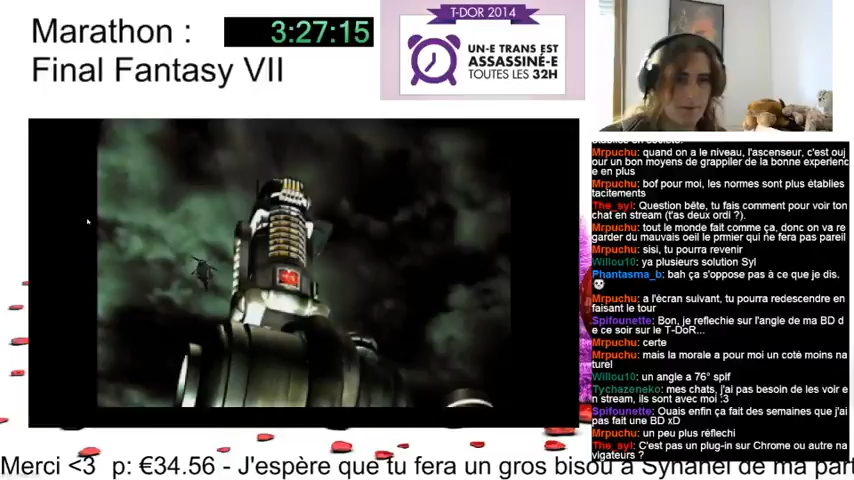 Marathon :
Final Fantasy VII
3:27:15
T-DOR 2014
UN-E TRANS EST
ASSASSINÉ-E
TOUTES LES 32H
Mrpuchu: quand on a le niveau, l'ascenseur, c'est ouj
our un bon moyens de grappiler de la bonne experienc
e en plus
Mrpuchu: bof pour moi, les normes sont plus établies
tacitements
The_syl: Question bête, tu fais comment pour voir ton
chat en stream (t'as deux ordi ?).
Mrpuchu: tout le monde fait comme ça, donc on va re
garder du mauvais oeil le prmier qui ne fera pas pareil
Mrpuchu: sisi, tu pourra revenir
Willou10: ya plusieurs solution Syl
Phantasma_b: bah ça s'oppose pas à ce que je dis.
Mrpuchu: a l'écran suivant, tu pourra redescendre en
faisant le tour
Spifounette: Bon, je reflechie sur l'angle de ma BD d
e ce soir sur le T-DoR...
Mrpuchu: certe
Mrpuchu: mais la morale a pour moi un coté moins na
turel
Willou10: un angle a 76° spif
Tychazeneko: mes chats, j'ai pas besoin de les voir e
n stream, ils sont avec moi :3
Spifounette: Ouais enfin ça fait des semaines que j'ai
pas fait une BD xD
Mrpuchu: un peu plus réflechi
The_syl: C'est pas un plug-in sur Chrome ou autre na
vigateurs ?
Merci <3 p: €34.56 - J'espère que tu fera un gros bisou a Synahel de ma part